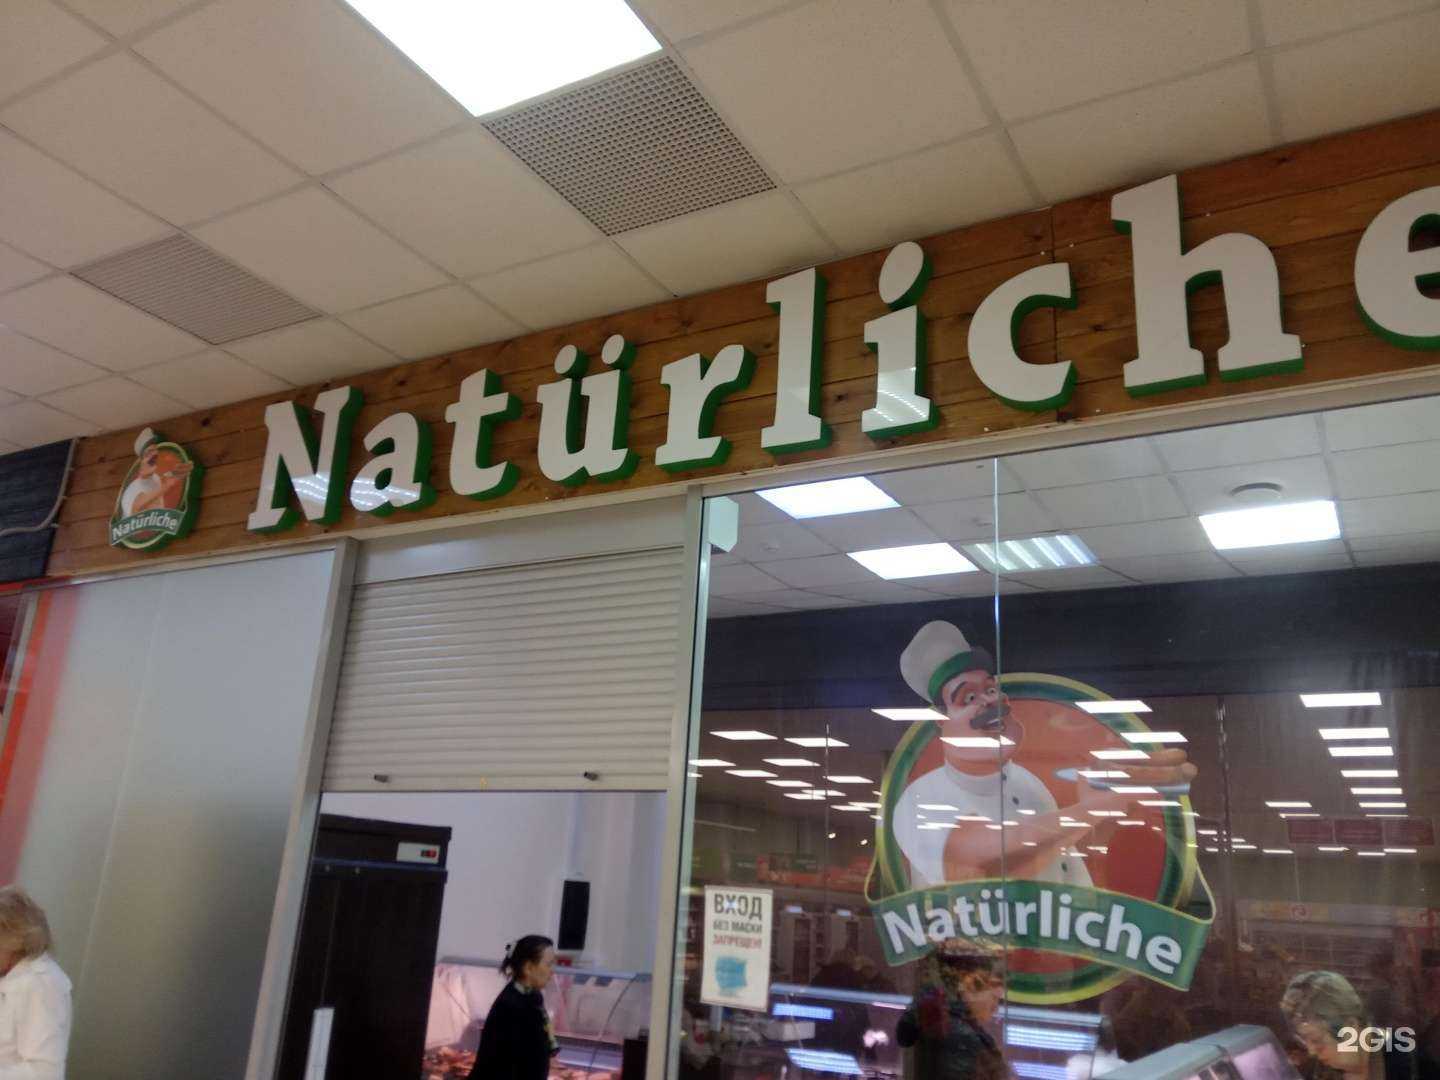 Natürliche
Natürliche
Natürliche
ВХОД
БЕЗ МАСКИ
ЗАПРЕЩЕН!
2GIS